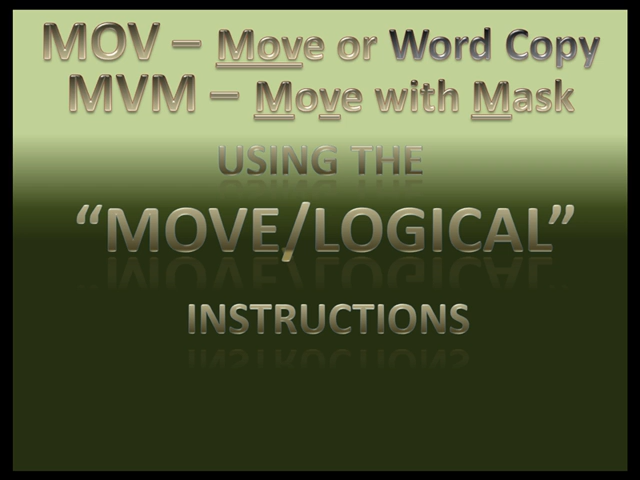 MOV – Move or Word Copy
MVM – Move with Mask
USING THE
“MOVE/LOGICAL”
INSTRUCTIONS